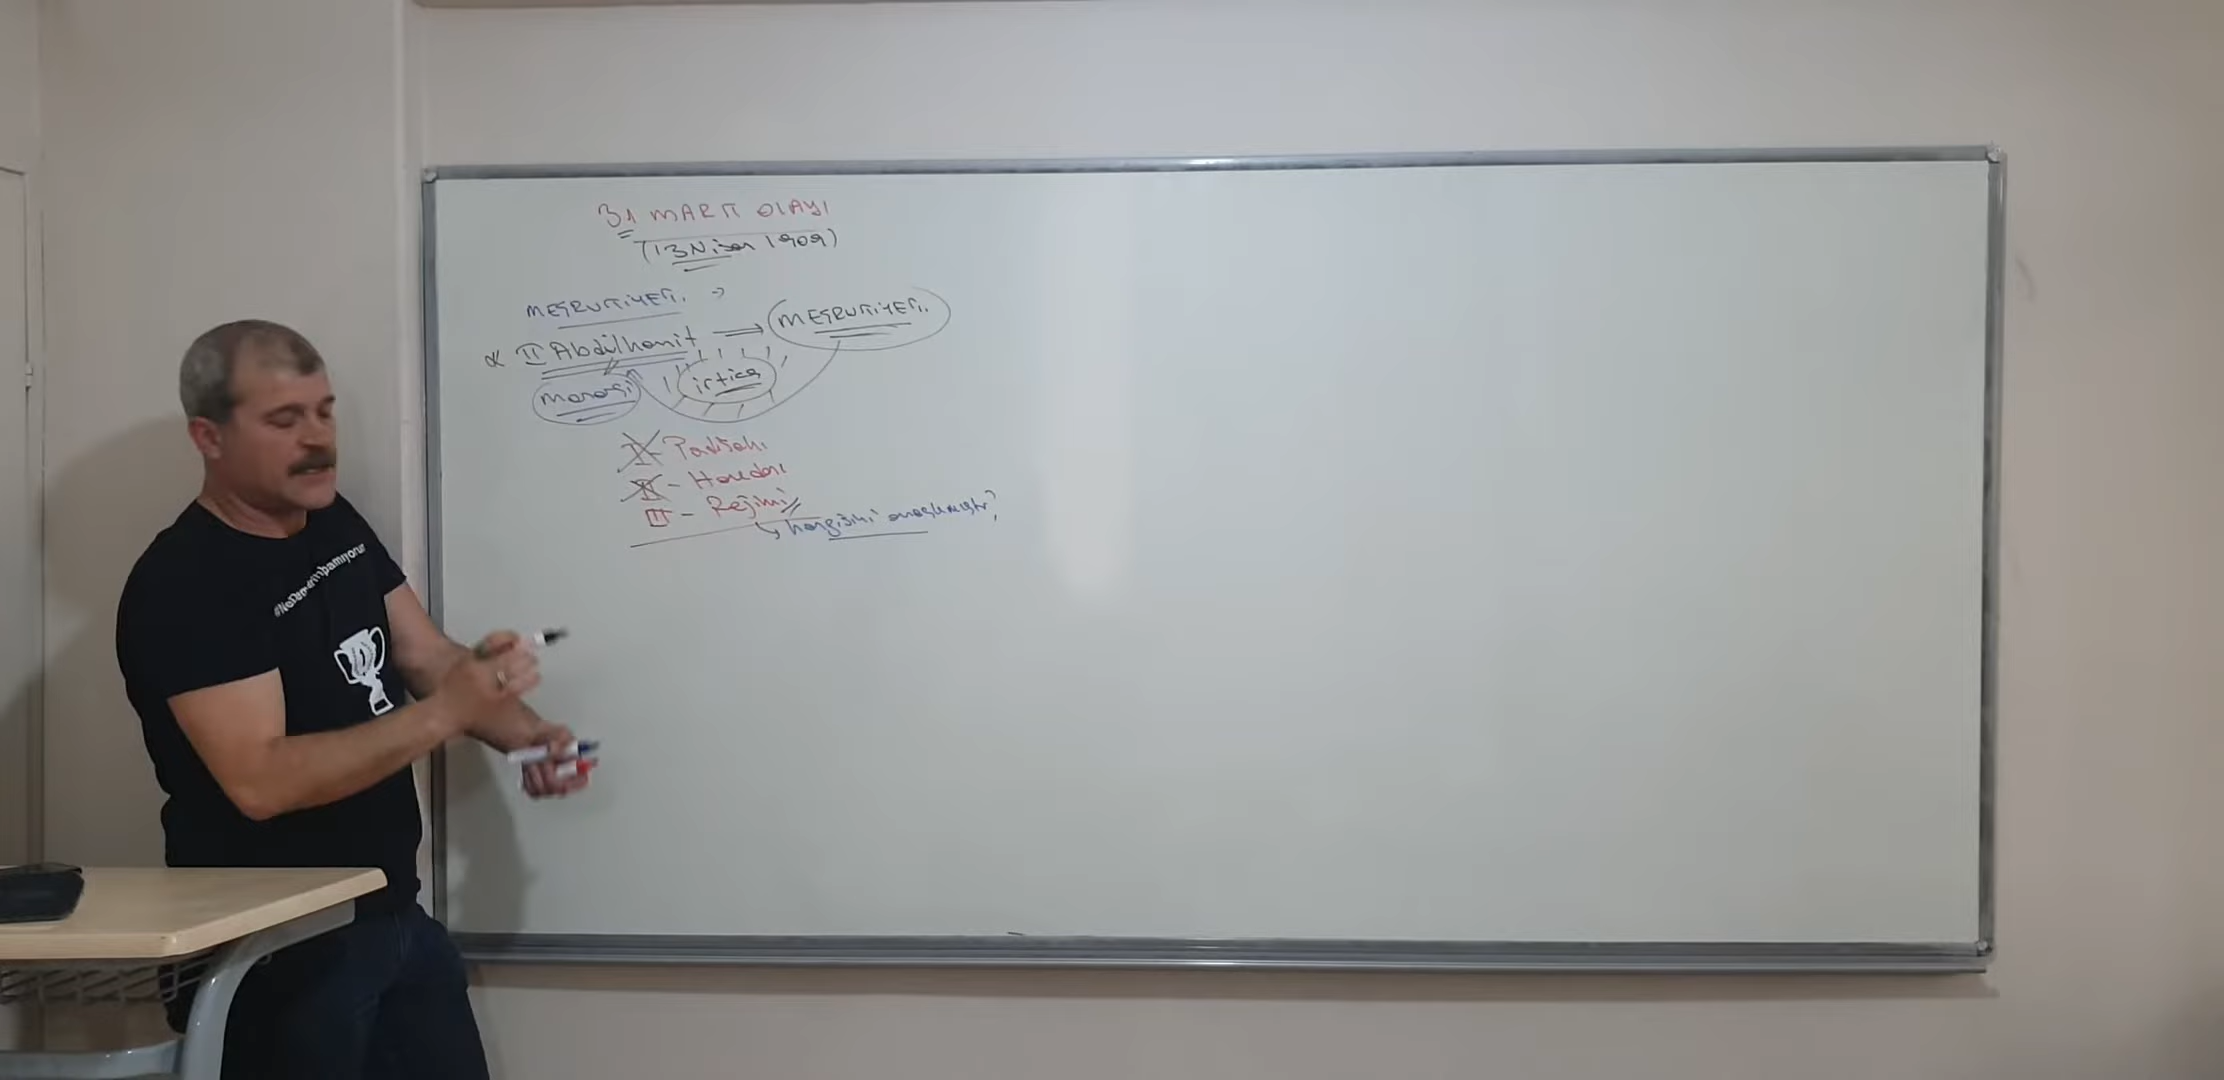 31 MART OLAYI
(13 Nisan 1909)
MEŞRUTİYET. →
II Abdülhamit → MEŞRUTİYET.
Monarşi irtica
I - Padişahı
II - Hanedanı
III - Rejimi
↳ hangisini amaçlamıştır?